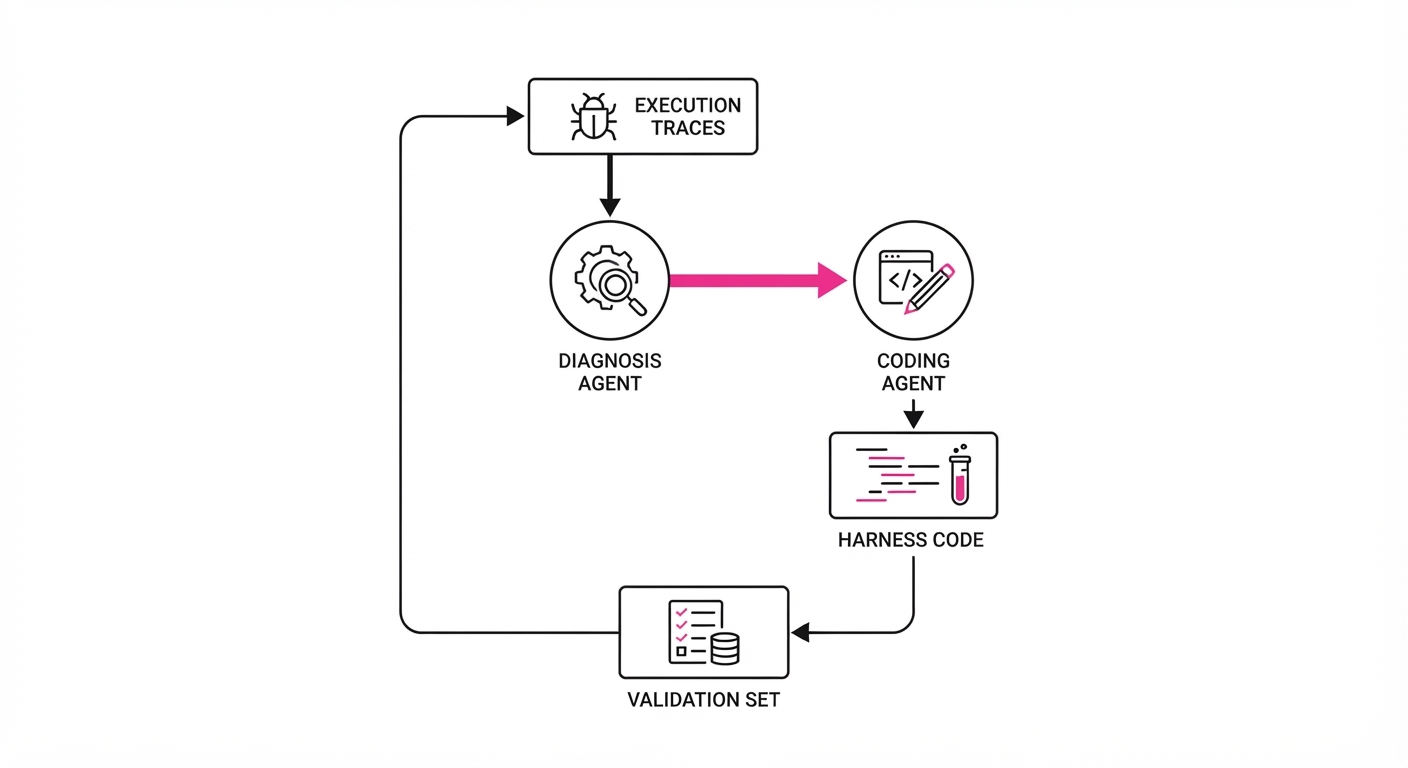 EXECUTION
TRACES
DIAGNOSIS
AGENT
</>
CODING
AGENT
HARNESS CODE
VALIDATION SET